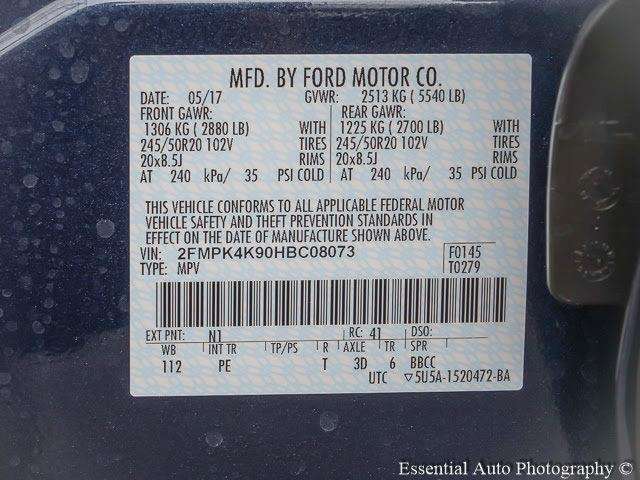 MFD. BY FORD MOTOR CO.
DATE: 05/17 GVWR: 2513 KG ( 5540 LB)
FRONT GAWR: REAR GAWR:
1306 KG ( 2880 LB) WITH 1225 KG ( 2700 LB) WITH
245/50R20 102V TIRES 245/50R20 102V TIRES
20x8.5J RIMS 20x8.5J RIMS
AT 240 kPa/ 35 PSI COLD AT 240 kPa/ 35 PSI COLD
THIS VEHICLE CONFORMS TO ALL APPLICABLE FEDERAL MOTOR
VEHICLE SAFETY AND THEFT PREVENTION STANDARDS IN
EFFECT ON THE DATE OF MANUFACTURE SHOWN ABOVE.
VIN: 2FMPK4K90HBC08073 F0145
TYPE: MPV T0279
EXT PNT: N1 RC: 41 DSO:
WB INT TR TP/PS R AXLE TR SPR
112 PE T 3D 6 BBCC
UTC ▽5U5A-1520472-BA
Essential Auto Photography ©